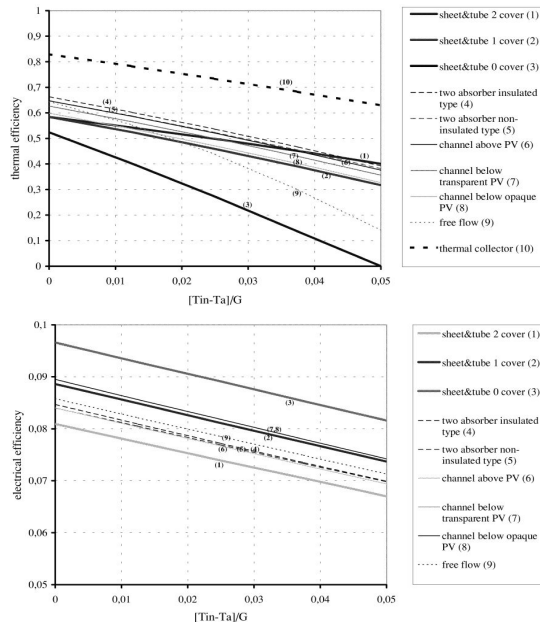 thermal efficiency
1
0,9
0,8
0,7
0,6
0,5
0,4
0,3
0,2
0,1
0
0
0,01
0,02
0,03
0,04
0,05
[Tin-Ta]/G
(10)
(4)
(5)
(1)
(6)
(7)
(8)
(2)
(9)
(3)
sheet&tube 2 cover (1)
sheet&tube 1 cover (2)
sheet&tube 0 cover (3)
two absorber insulated
type (4)
two absorber non-
insulated type (5)
channel above PV (6)
channel below
transparent PV (7)
channel below opaque
PV (8)
free flow (9)
thermal collector (10)
electrical efficiency
0,1
0,09
0,08
0,07
0,06
0,05
0,05
0
0,01
0,02
0,03
0,04
0,05
[Tin-Ta]/G
(3)
(7,8)
(2)
(9)
(6)
(5)
(4)
(1)
sheet&tube 2 cover (1)
sheet&tube 1 cover (2)
sheet&tube 0 cover (3)
two absorber insulated
type (4)
two absorber non-
insulated type (5)
channel above PV (6)
channel below
transparent PV (7)
channel below opaque
PV (8)
free flow (9)